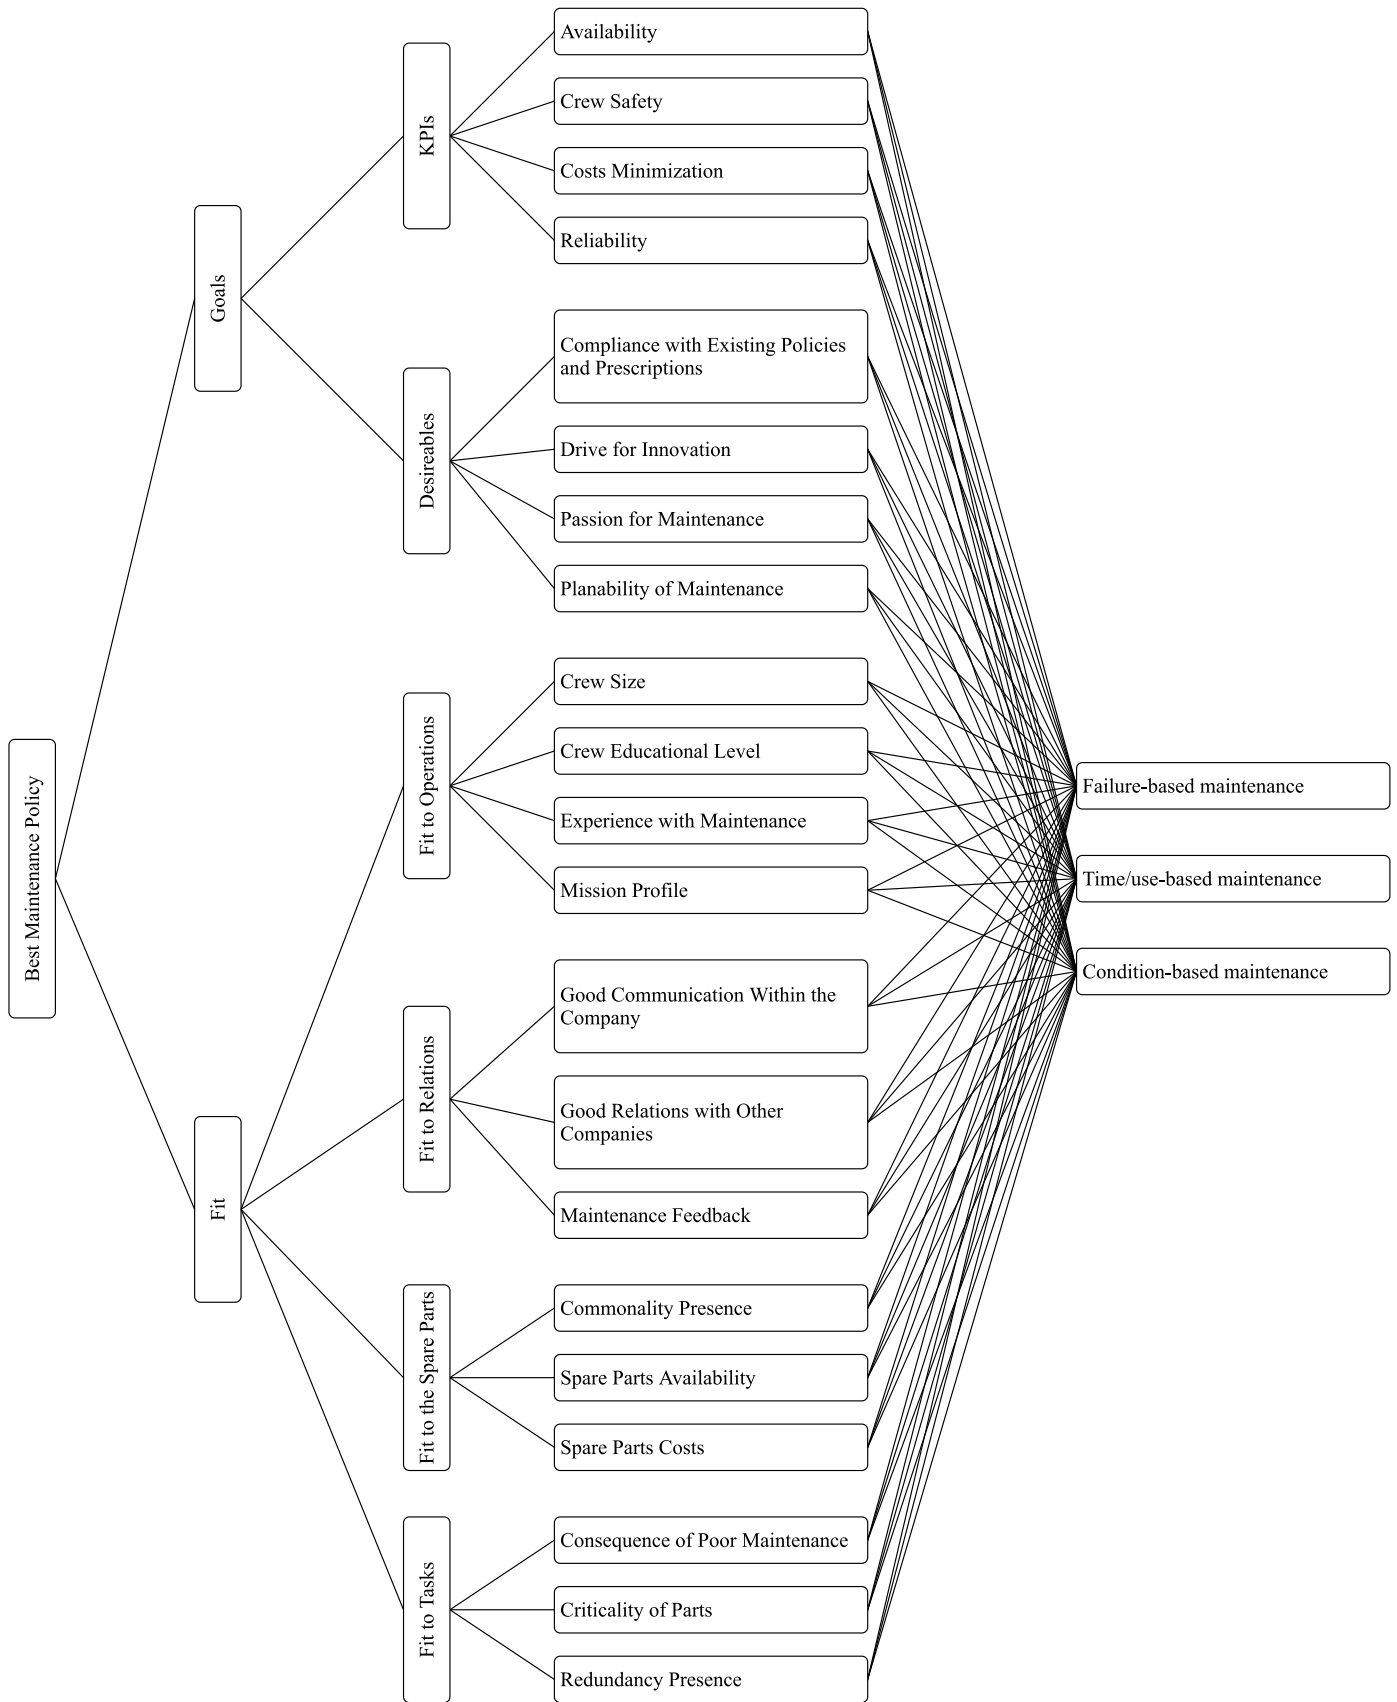 Best Maintenance Policy
Goals
Fit
KPIs
Desireables
Fit to Operations
Fit to Relations
Fit to the Spare Parts
Fit to Tasks
Availability
Crew Safety
Costs Minimization
Reliability
Compliance with Existing Policies
and Prescriptions
Drive for Innovation
Passion for Maintenance
Planability of Maintenance
Crew Size
Crew Educational Level
Experience with Maintenance
Mission Profile
Good Communication Within the
Company
Good Relations with Other
Companies
Maintenance Feedback
Commonality Presence
Spare Parts Availability
Spare Parts Costs
Consequence of Poor Maintenance
Criticality of Parts
Redundancy Presence
Failure-based maintenance
Time/use-based maintenance
Condition-based maintenance